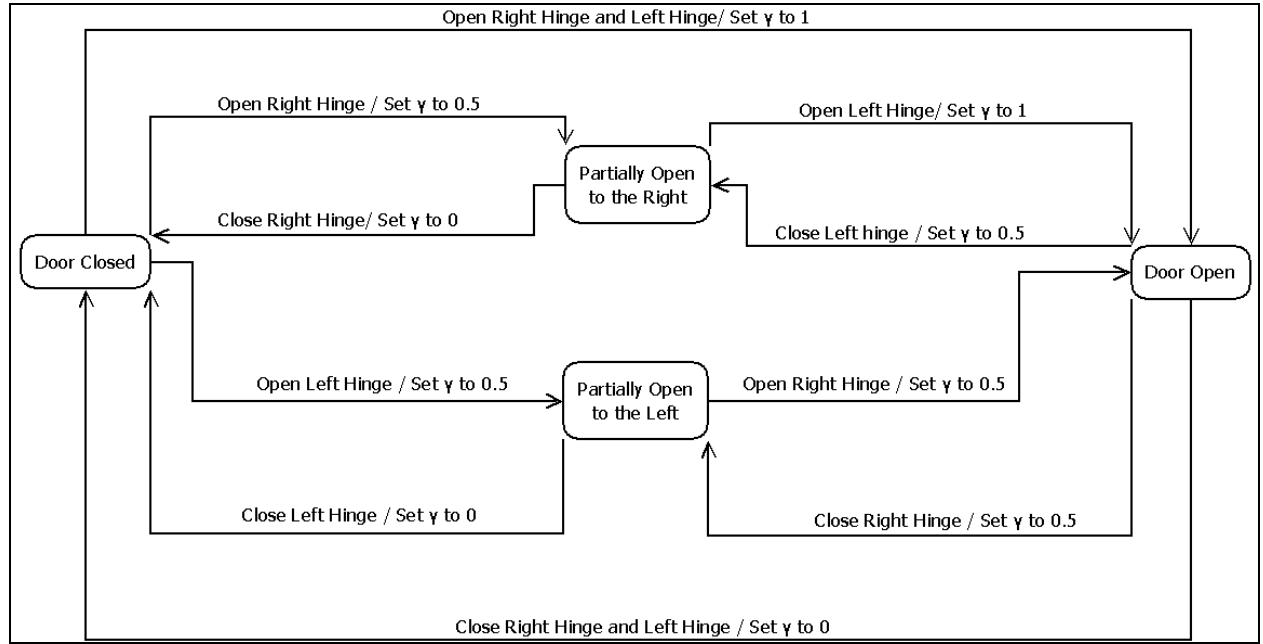 Open Right Hinge and Left Hinge/ Set γ to 1
Open Right Hinge / Set γ to 0.5
Open Left Hinge/ Set γ to 1
Partially Open
to the Right
Close Right Hinge/ Set γ to 0
Close Left hinge / Set γ to 0.5
Door Closed
Door Open
Open Left Hinge / Set γ to 0.5
Partially Open
to the Left
Open Right Hinge / Set γ to 0.5
Close Left Hinge / Set γ to 0
Close Right Hinge / Set γ to 0.5
Close Right Hinge and Left Hinge / Set γ to 0